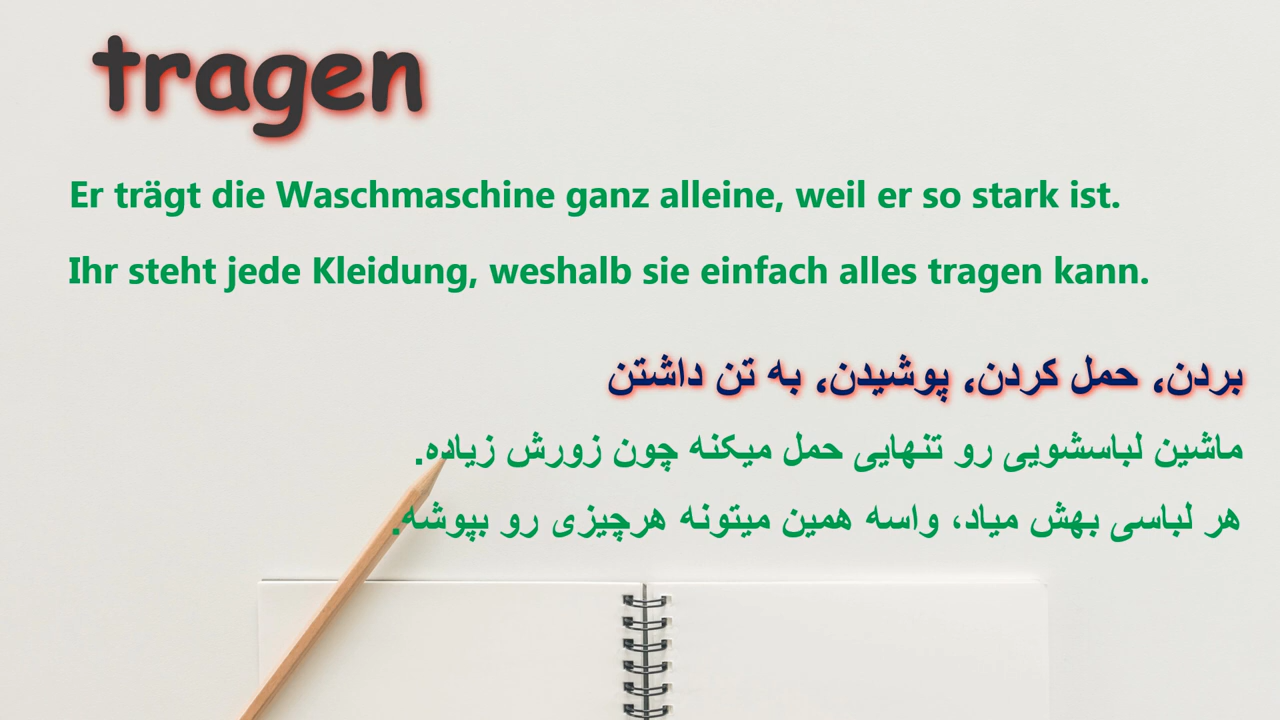 tragen
Er trägt die Waschmaschine ganz alleine, weil er so stark ist.
Ihr steht jede Kleidung, weshalb sie einfach alles tragen kann.
بردن، حمل کردن، پوشیدن، به تن داشتن
ماشین لباسشویی رو تنهایی حمل میکنه چون زورش زیاده.
هر لباسی بهش میاد، واسه همین میتونه هرچیزی رو بپوشه.